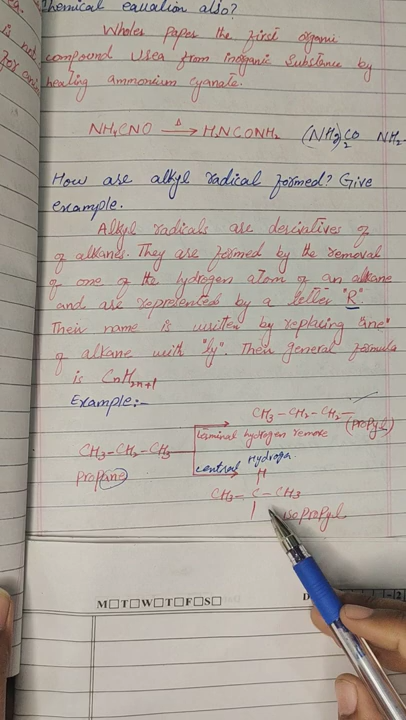 chemical equation also?
Wholer papes the first organic
compound Urea from inoganic Substance by
heating ammonium cyanate.
NH4CNO →Δ H2NCONH2 (NH2)2CO NH2
How are alkyl radical formed? Give
example.
Alkyl radicals are derivatives of
of alkanes. They are formed by the removal
of one of the hydrogen atom of an alkane
and are represented by a letter "R"
Their name is written by replacing "ane"
of alkane with "ly". Their general formula
is CnH2n+1
Example:-
CH3-CH2-CH2-
(propyl)
terminal hydrogen remove
CH3-CH2-CH3
propane
central Hydrogen
H
CH3-C-CH3
isopropyl
M□T□W□T□F□S□